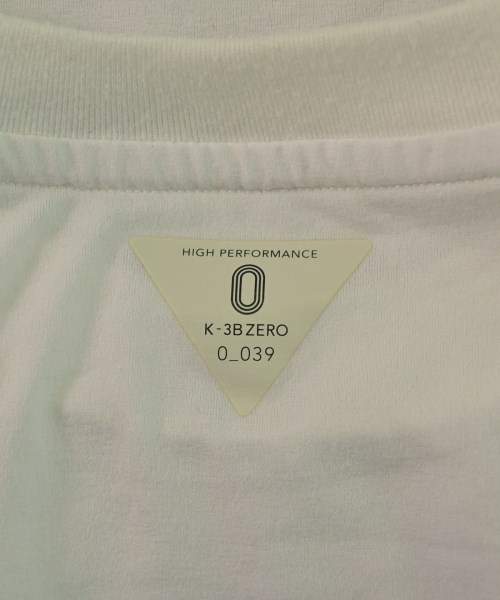 HIGH PERFORMANCE
0
K-3B ZERO
0_039